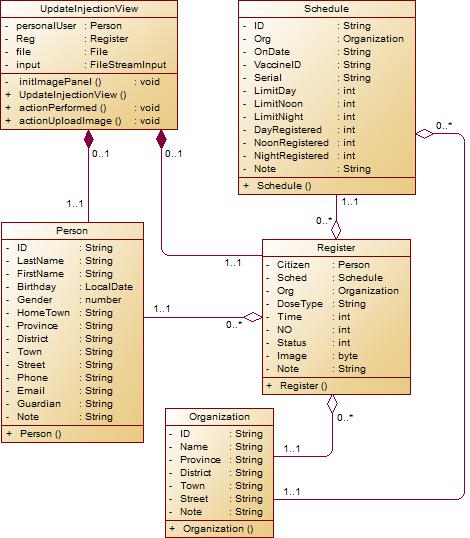 UpdateInjectionView
- personalUser : Person
- Reg : Register
- file : File
- input : FileStreamInput
- initImagePanel () : void
+ UpdateInjectionView ()
+ actionPerformed () : void
+ actionUploadImage () : void
Schedule
- ID : String
- Org : Organization
- OnDate : String
- VaccineID : String
- Serial : String
- LimitDay : int
- LimitNoon : int
- LimitNight : int
- DayRegistered : int
- NoonRegistered : int
- NightRegistered : int
- Note : String
+ Schedule ()
0..1
0..1
0..*
1..1
1..1
0..*
1..1
Person
- ID : String
- LastName : String
- FirstName : String
- Birthday : LocalDate
- Gender : number
- HomeTown : String
- Province : String
- District : String
- Town : String
- Street : String
- Phone : String
- Email : String
- Guardian : String
- Note : String
+ Person ()
1..1
0..*
Register
- Citizen : Person
- Sched : Schedule
- Org : Organization
- DoseType : String
- Time : int
- NO : int
- Status : int
- Image : byte
- Note : String
+ Register ()
0..*
1..1
1..1
Organization
- ID : String
- Name : String
- Province : String
- District : String
- Town : String
- Street : String
- Note : String
+ Organization ()